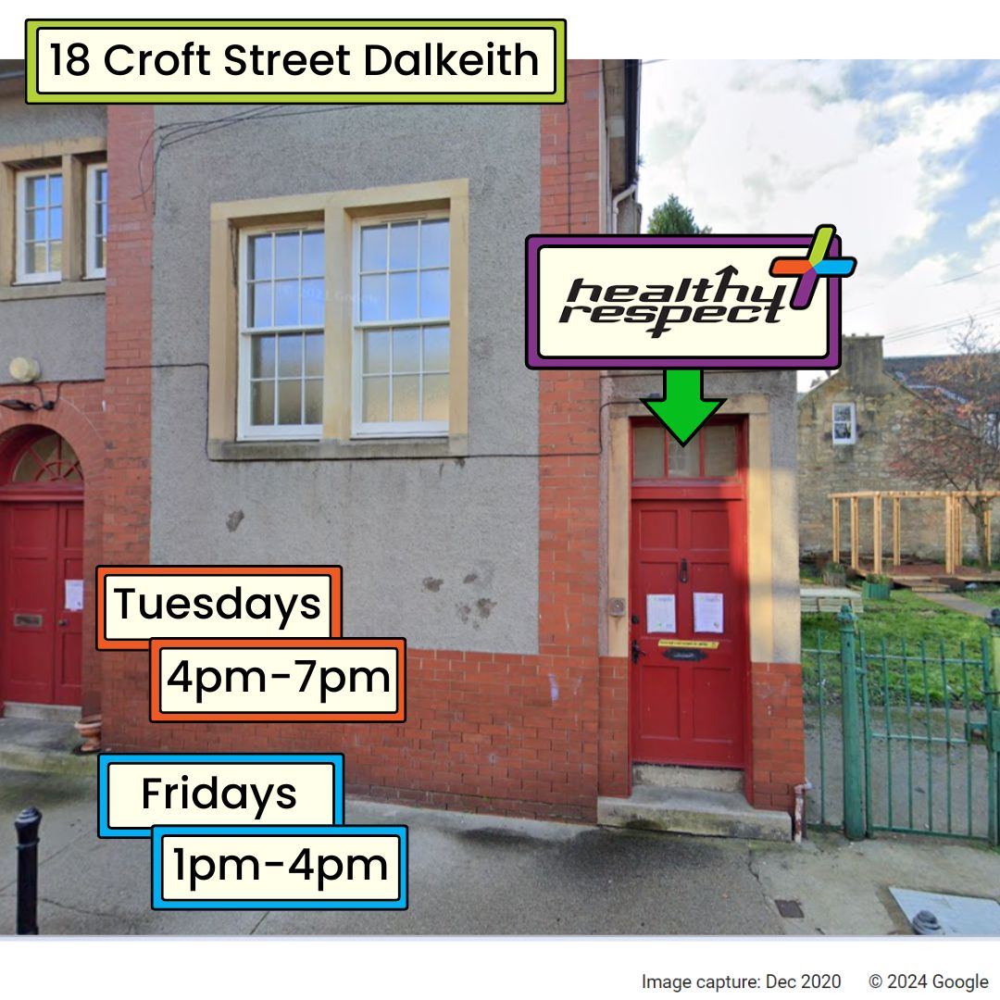 18 Croft Street Dalkeith
healthy
respect
Tuesdays
4pm-7pm
Fridays
1pm-4pm
Image capture: Dec 2020 © 2024 Google